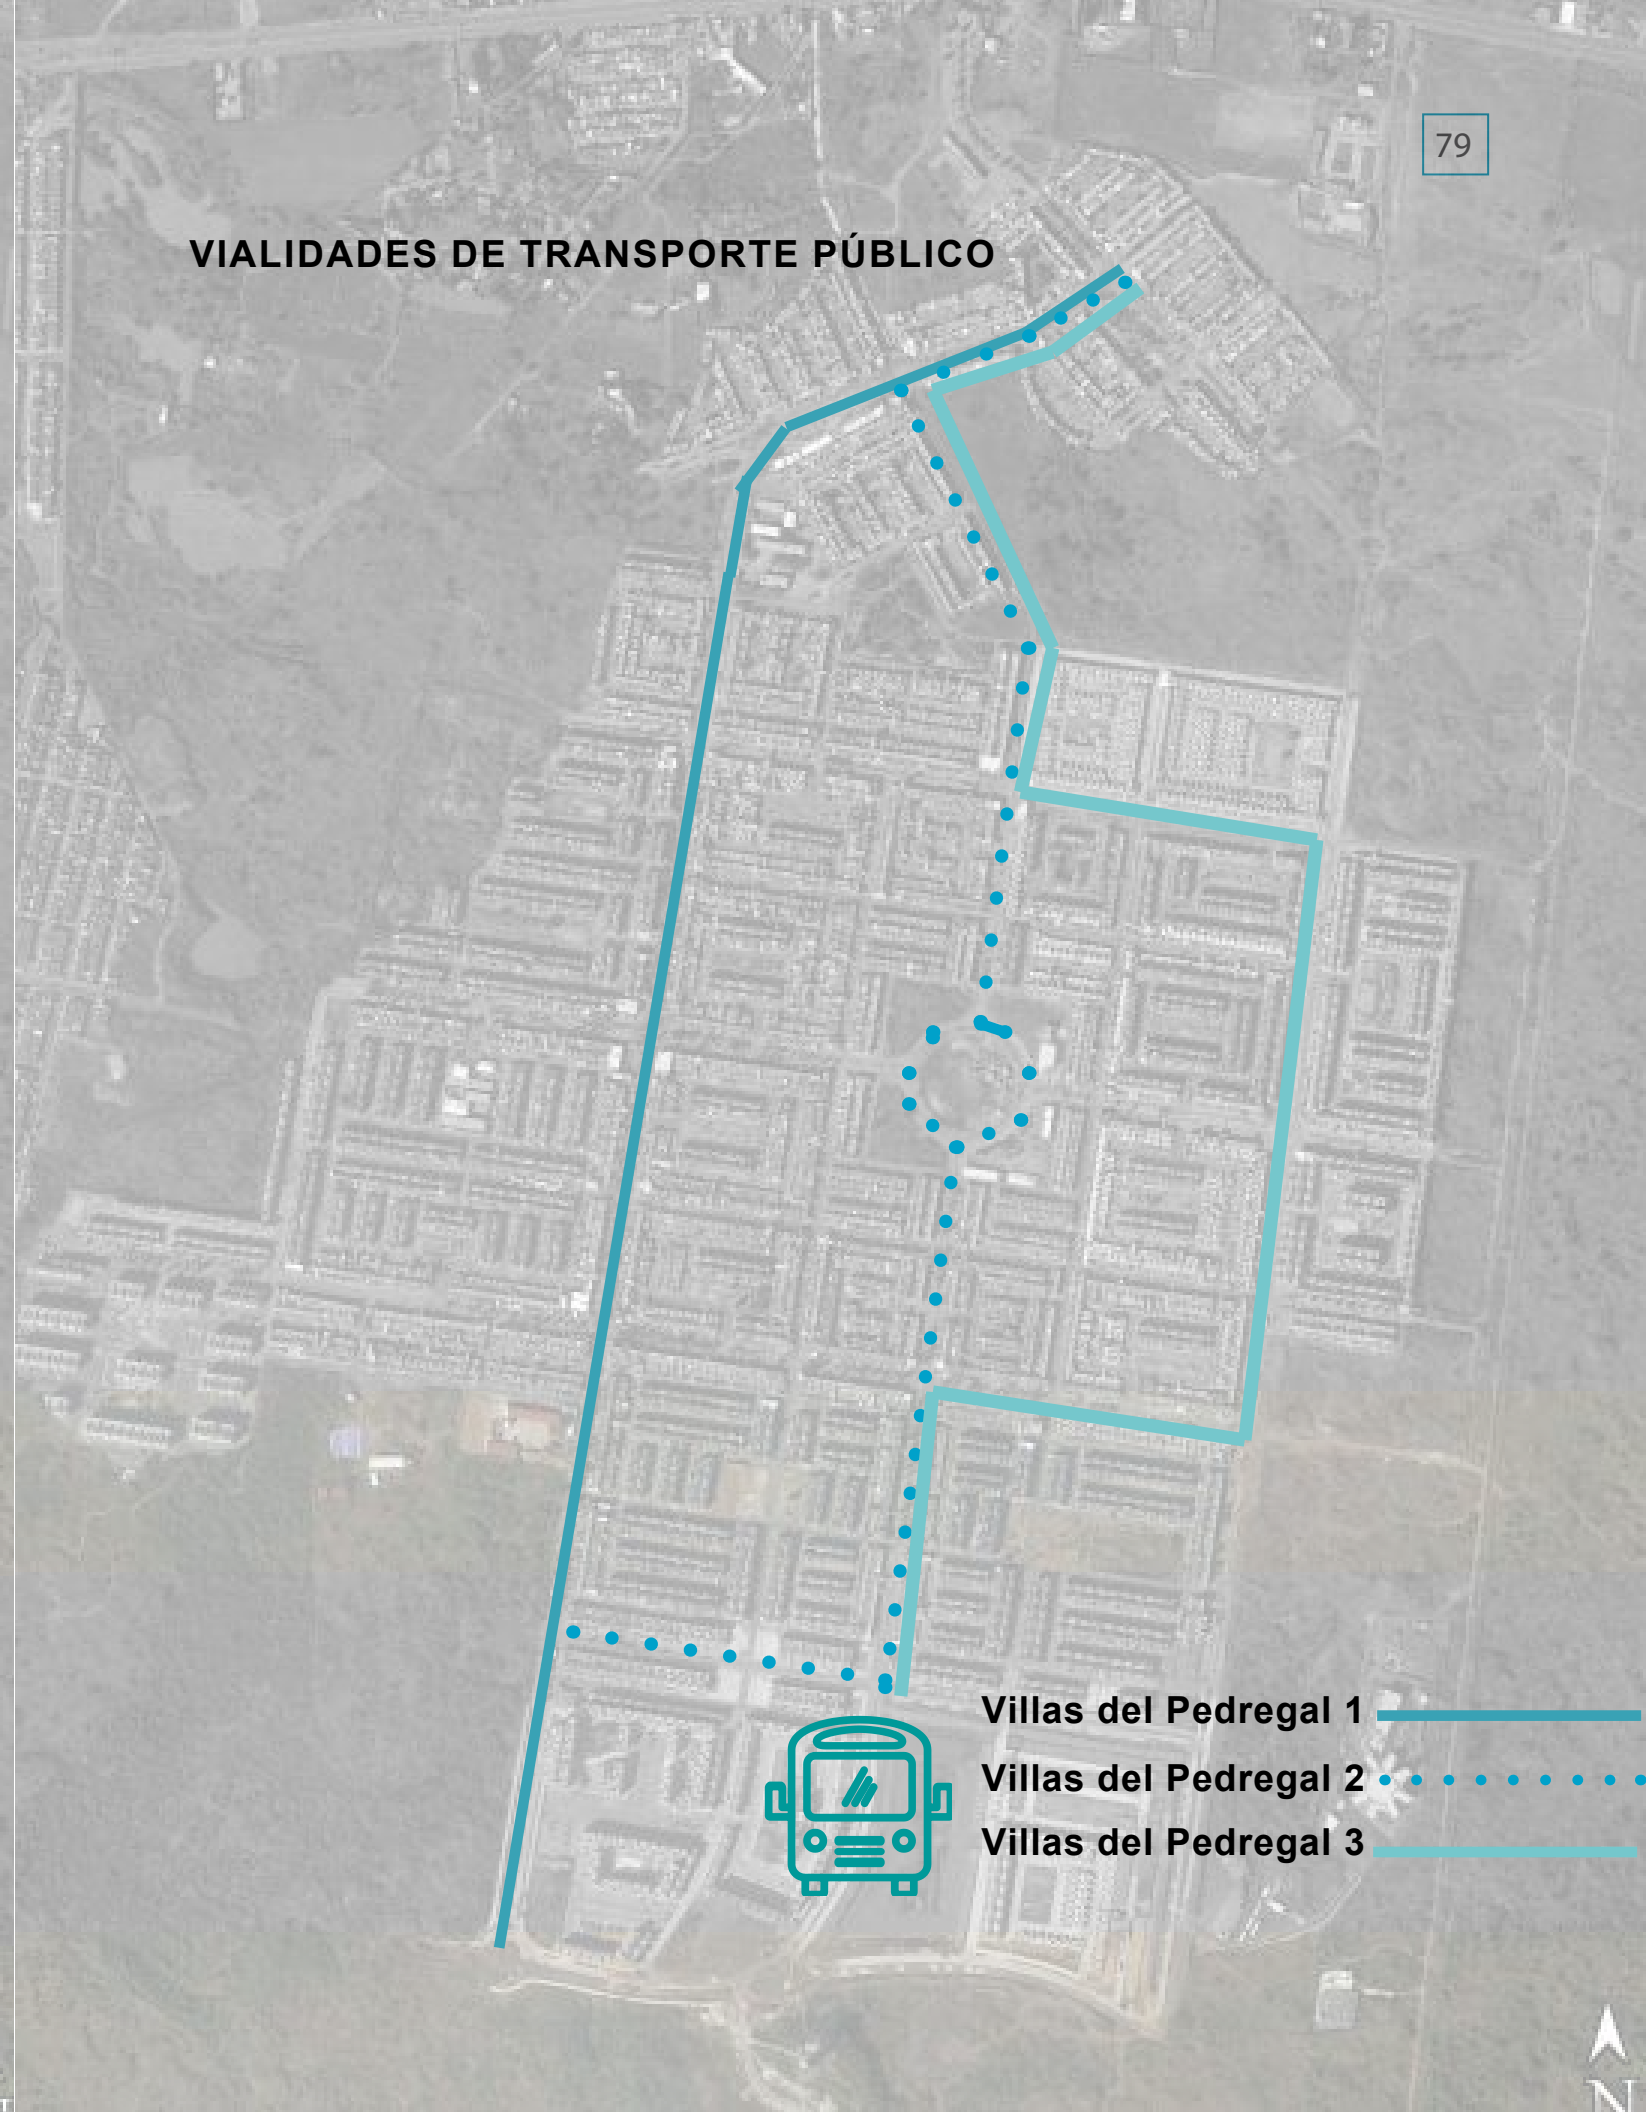 79
VIALIDADES DE TRANSPORTE PÚBLICO
Villas del Pedregal 1
Villas del Pedregal 2
Villas del Pedregal 3
N